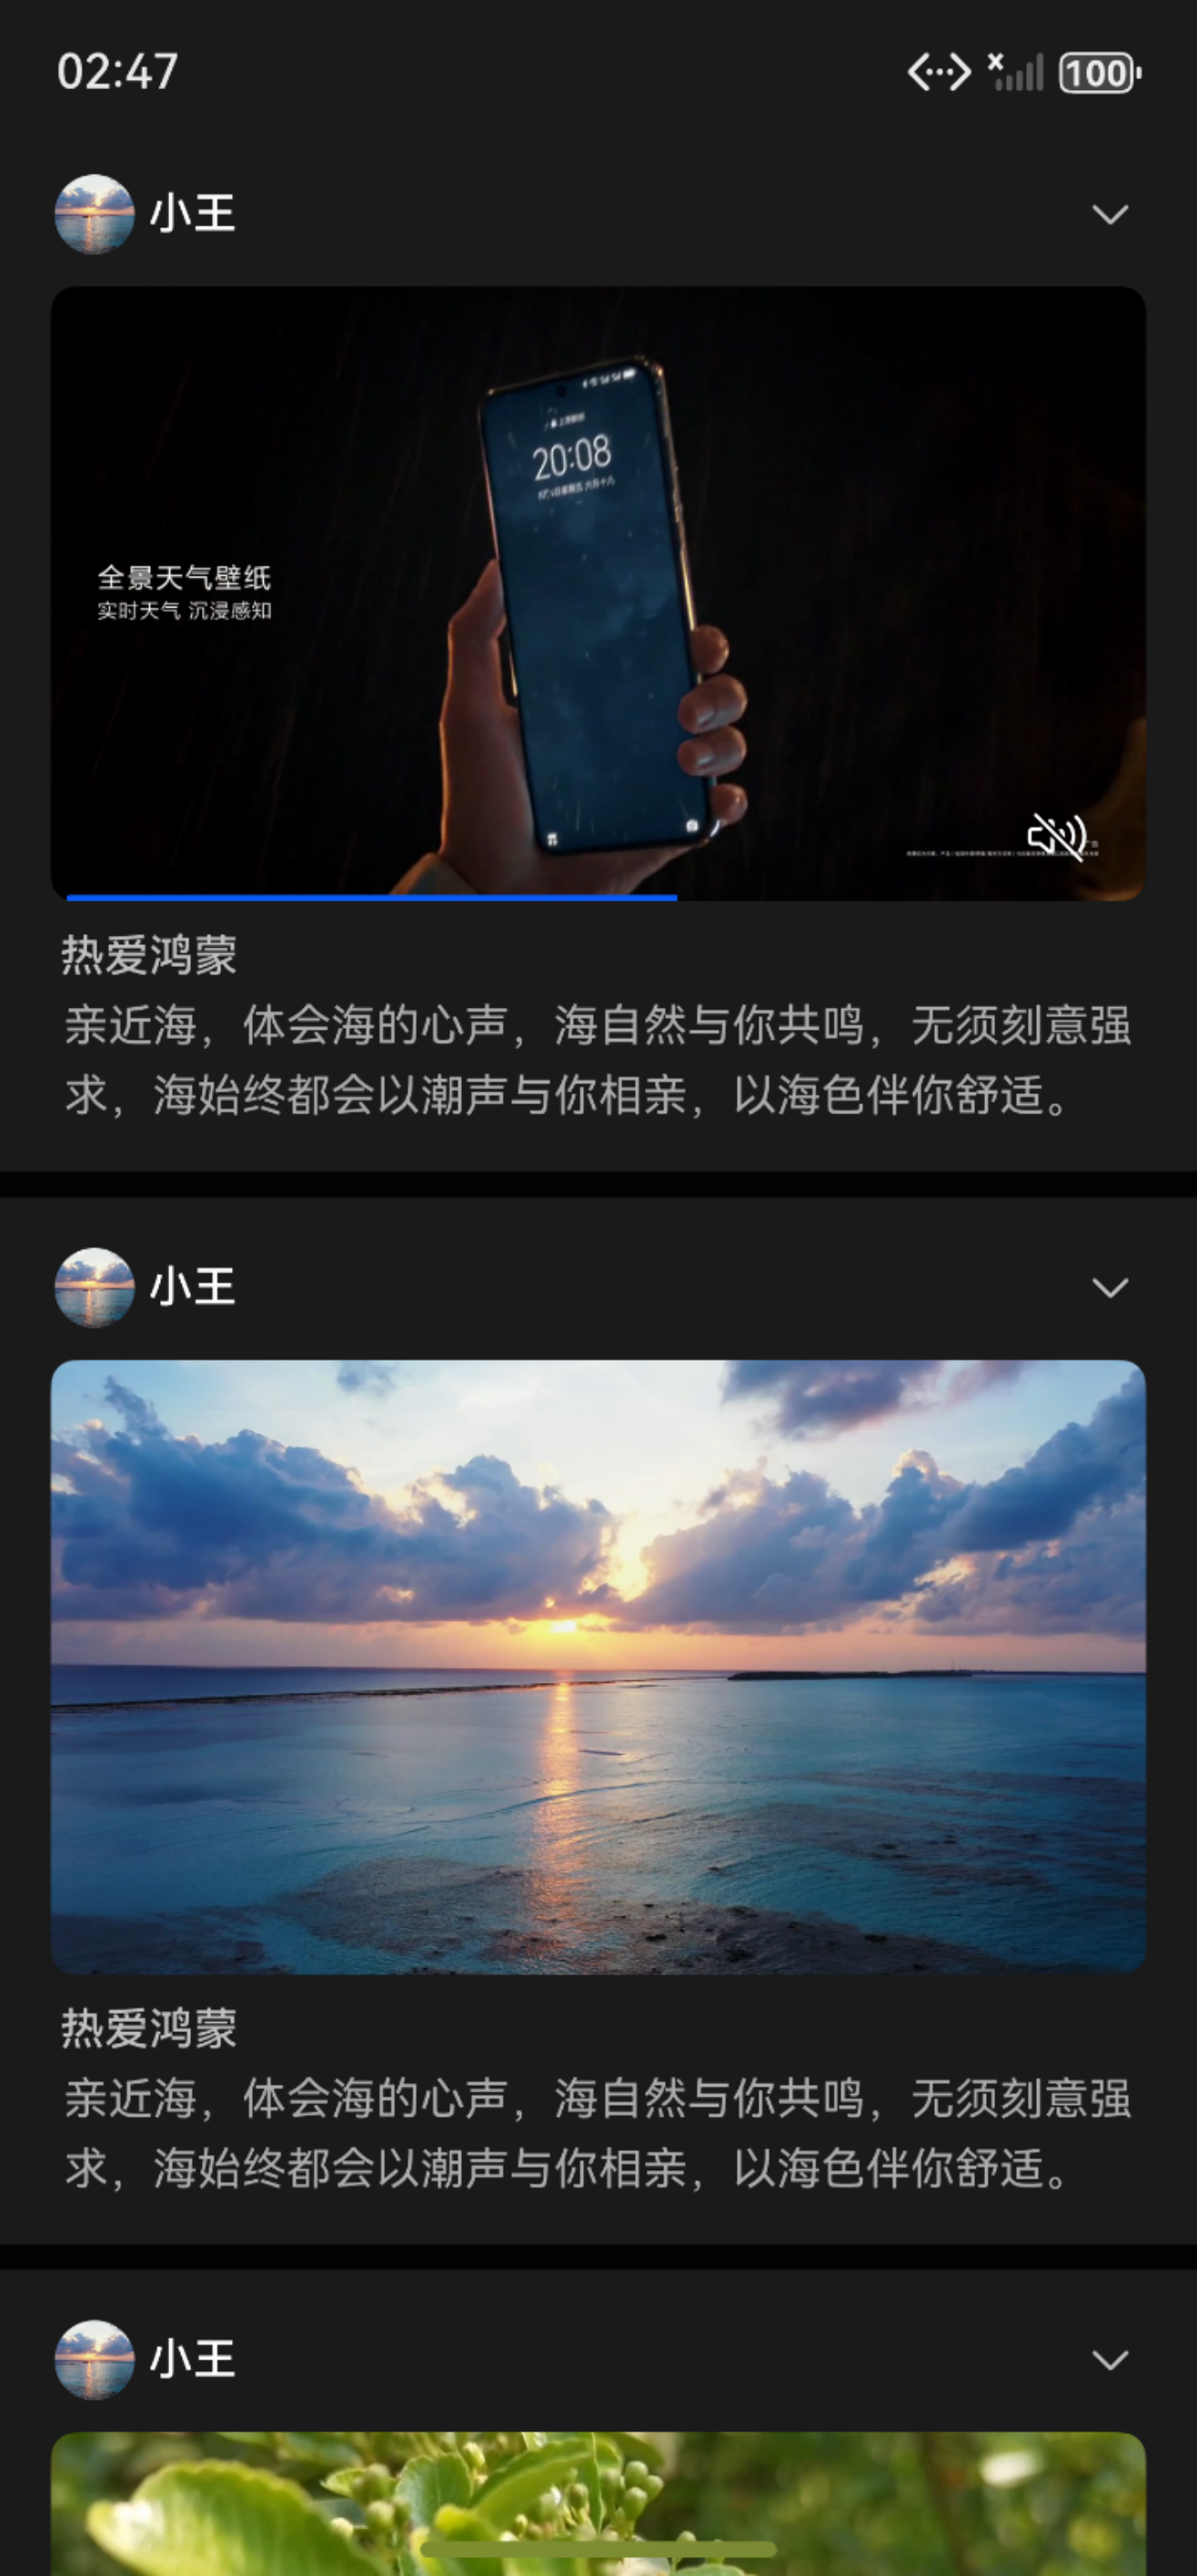 02:47
100
小王
20:08
全景天气壁纸
实时天气 沉浸感知
热爱鸿蒙
亲近海，体会海的心声，海自然与你共鸣，无须刻意强
求，海始终都会以潮声与你相亲，以海色伴你舒适。
小王
热爱鸿蒙
亲近海，体会海的心声，海自然与你共鸣，无须刻意强
求，海始终都会以潮声与你相亲，以海色伴你舒适。
小王